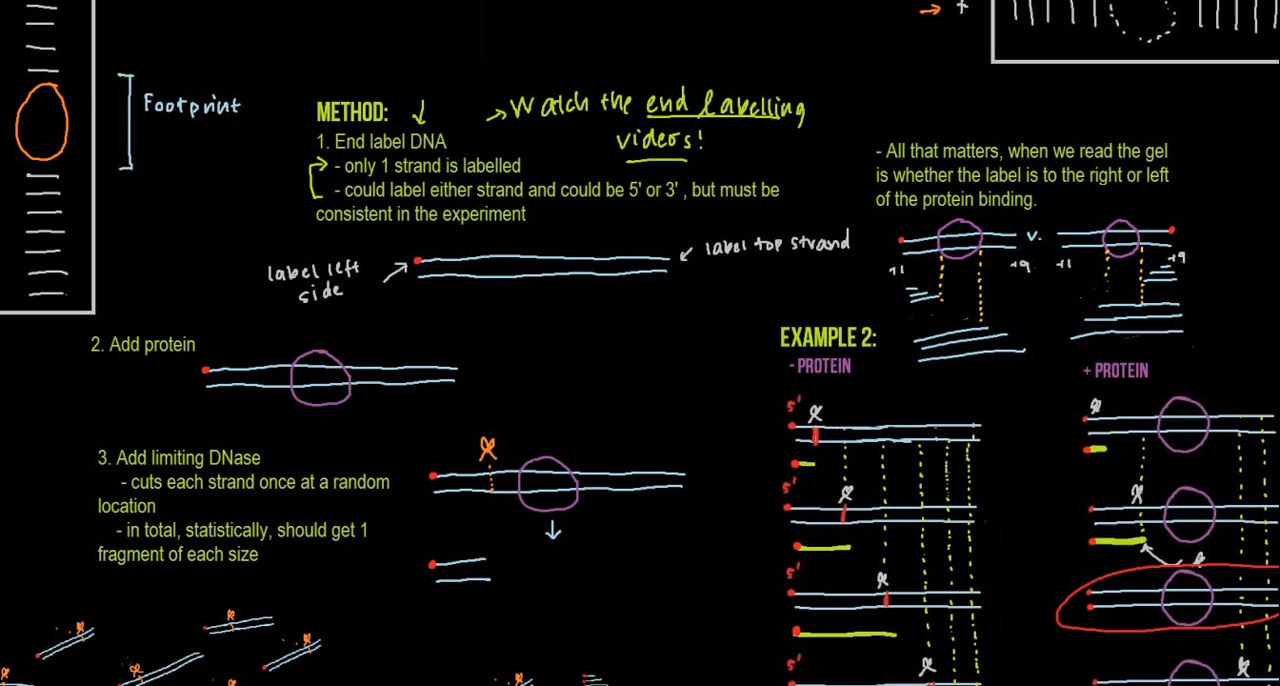 Footprint
METHOD:
→ Watch the end labelling
videos!
1. End label DNA
- only 1 strand is labelled
- could label either strand and could be 5' or 3' , but must be
consistent in the experiment
label left
side
label top strand
- All that matters, when we read the gel
is whether the label is to the right or left
of the protein binding.
v.
+1
+9
+1
+9
2. Add protein
3. Add limiting DNase
- cuts each strand once at a random
location
- in total, statistically, should get 1
fragment of each size
EXAMPLE 2:
- PROTEIN
+ PROTEIN
5'
5'
5'
5'